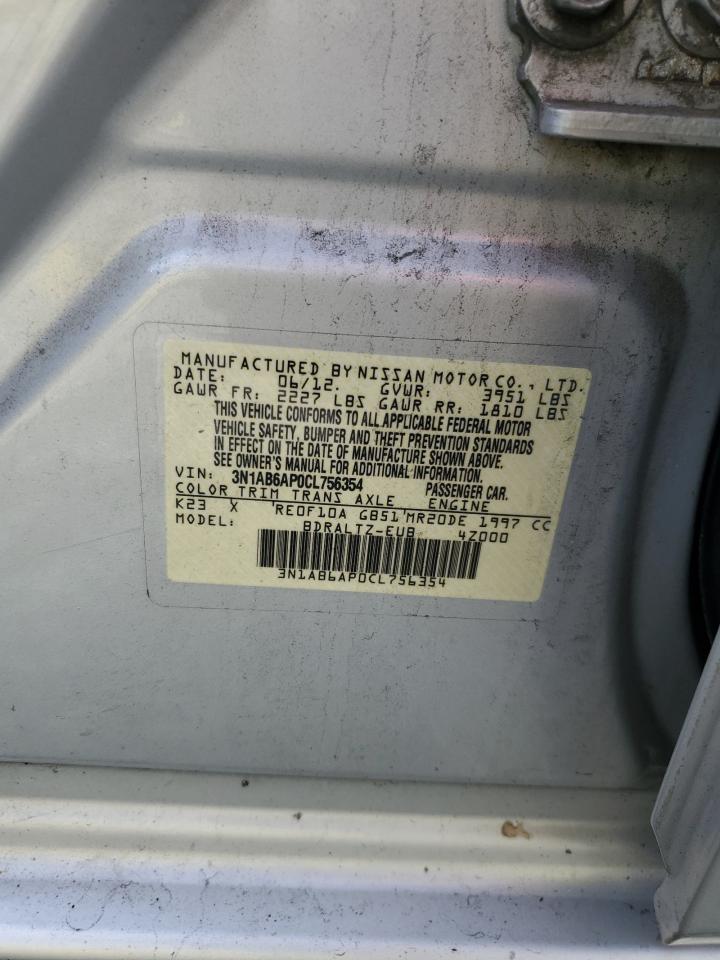 MANUFACTURED BY NISSAN MOTOR CO., LTD.
DATE: 06/12. GVWR: 3951 LBS
GAWR FR: 2227 LBS GAWR RR: 1810 LBS
THIS VEHICLE CONFORMS TO ALL APPLICABLE FEDERAL MOTOR
VEHICLE SAFETY, BUMPER AND THEFT PREVENTION STANDARDS
IN EFFECT ON THE DATE OF MANUFACTURE SHOWN ABOVE.
SEE OWNER'S MANUAL FOR ADDITIONAL INFORMATION.
VIN: 3N1AB6AP0CL756354 PASSENGER CAR.
COLOR TRIM TRANS AXLE ENGINE
K23 X 'RE0F10A GB51'MR20DE 1997 CC
MODEL: BDRALTZ-EUB 4Z000
3N1AB6AP0CL756354